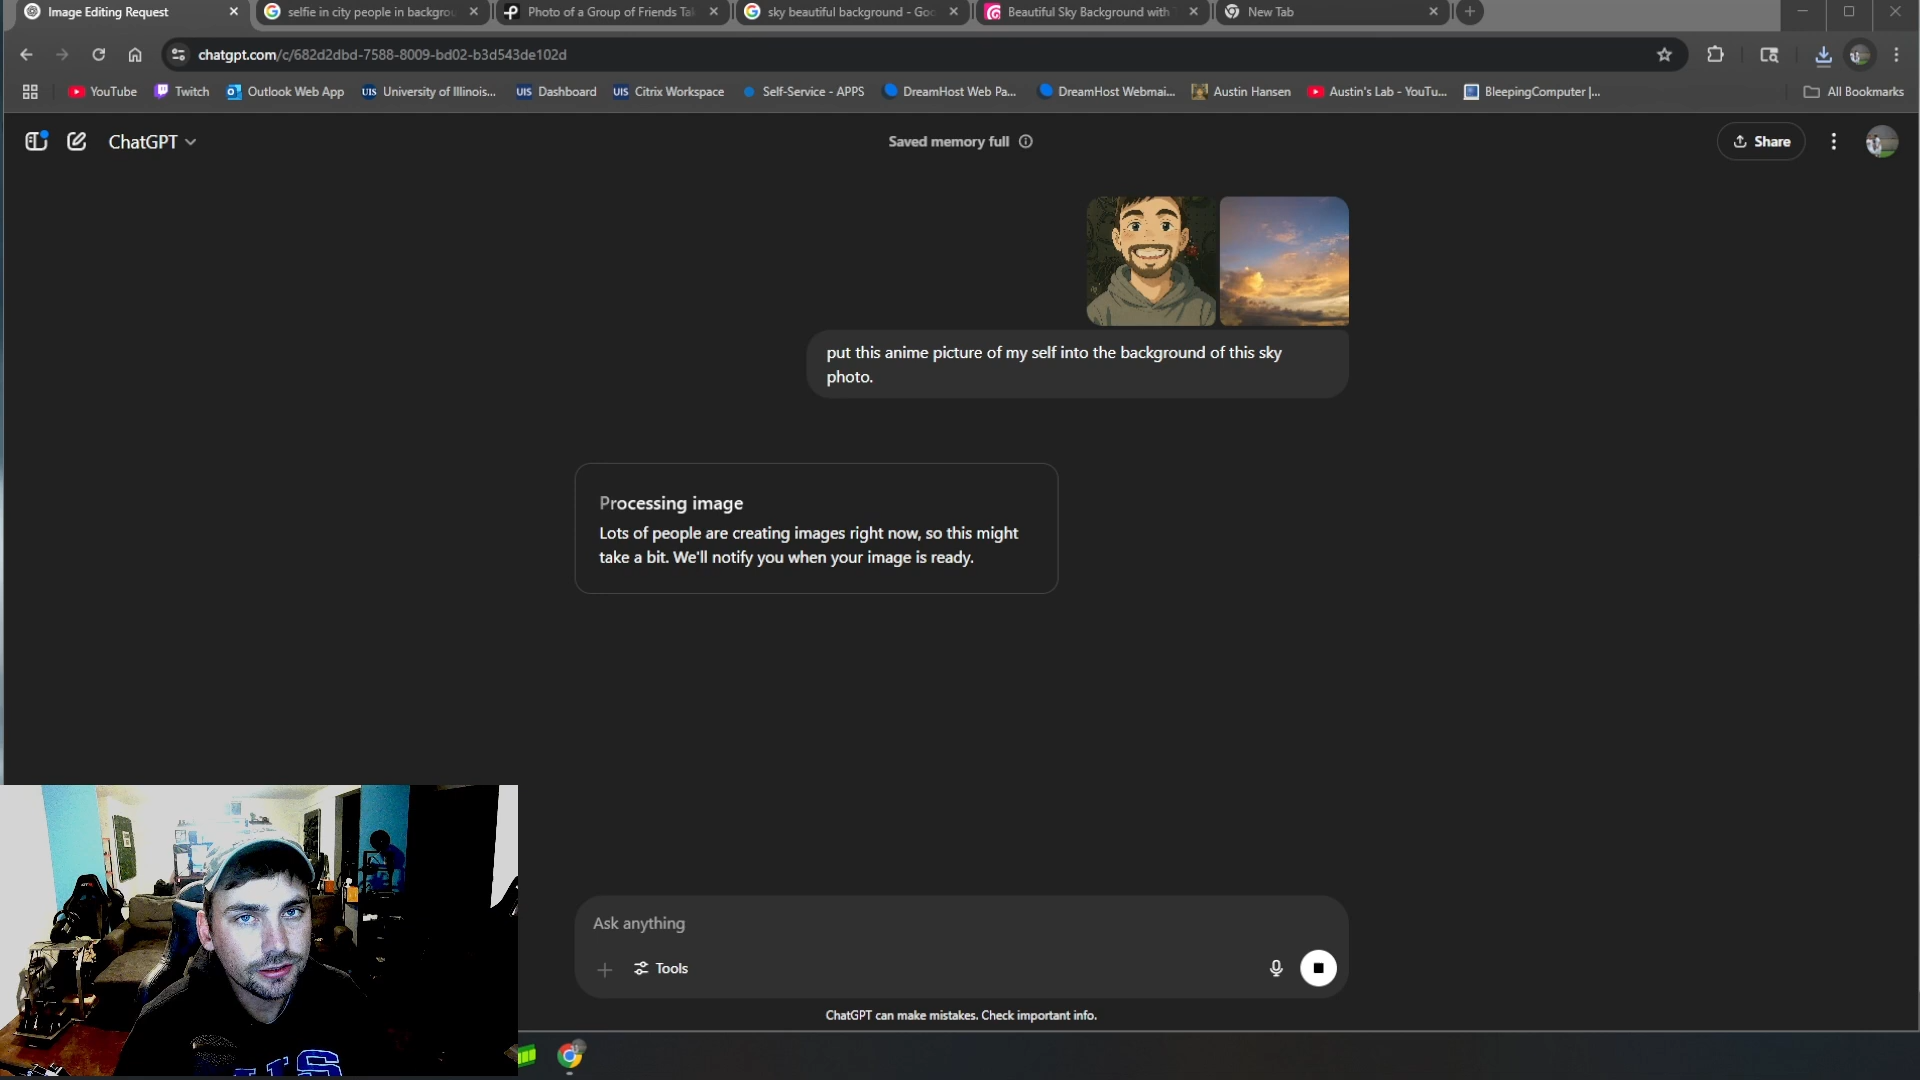 Image Editing Request
selfie in city people in backgrou
Photo of a Group of Friends Ta
sky beautiful background - Goo
Beautiful Sky Background with
New Tab
chatgpt.com/c/682d2dbd-7588-8009-bd02-b3d543de102d
YouTube
Twitch
Outlook Web App
UIS University of Illinois...
UIS Dashboard
UIS Citrix Workspace
Self-Service - APPS
DreamHost Web Pa...
DreamHost Webmai...
Austin Hansen
Austin's Lab - YouTu...
BleepingComputer |...
All Bookmarks
ChatGPT
Saved memory full
Share
put this anime picture of my self into the background of this sky
photo.
Processing image
Lots of people are creating images right now, so this might
take a bit. We'll notify you when your image is ready.
Ask anything
Tools
ChatGPT can make mistakes. Check important info.